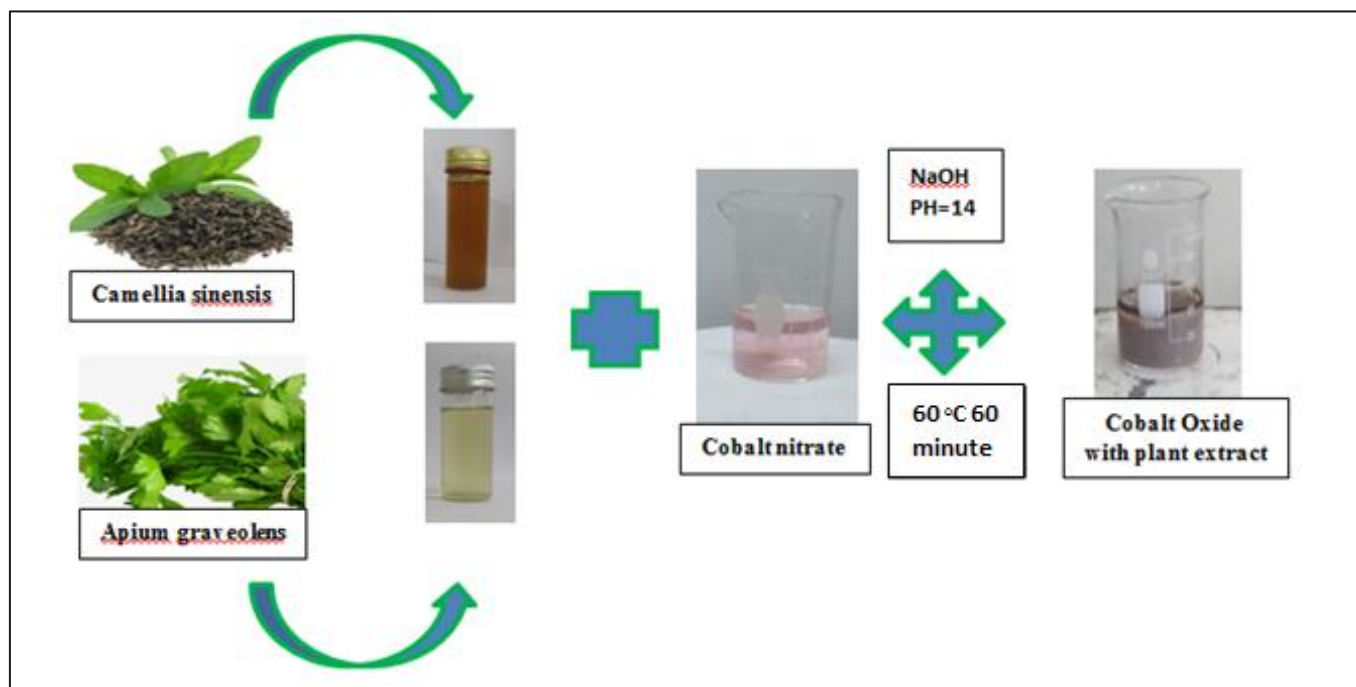 Camellia sinensis
Apium graveolens
Cobalt nitrate
NaOH
PH=14
60 °C 60
minute
Cobalt Oxide
with plant extract